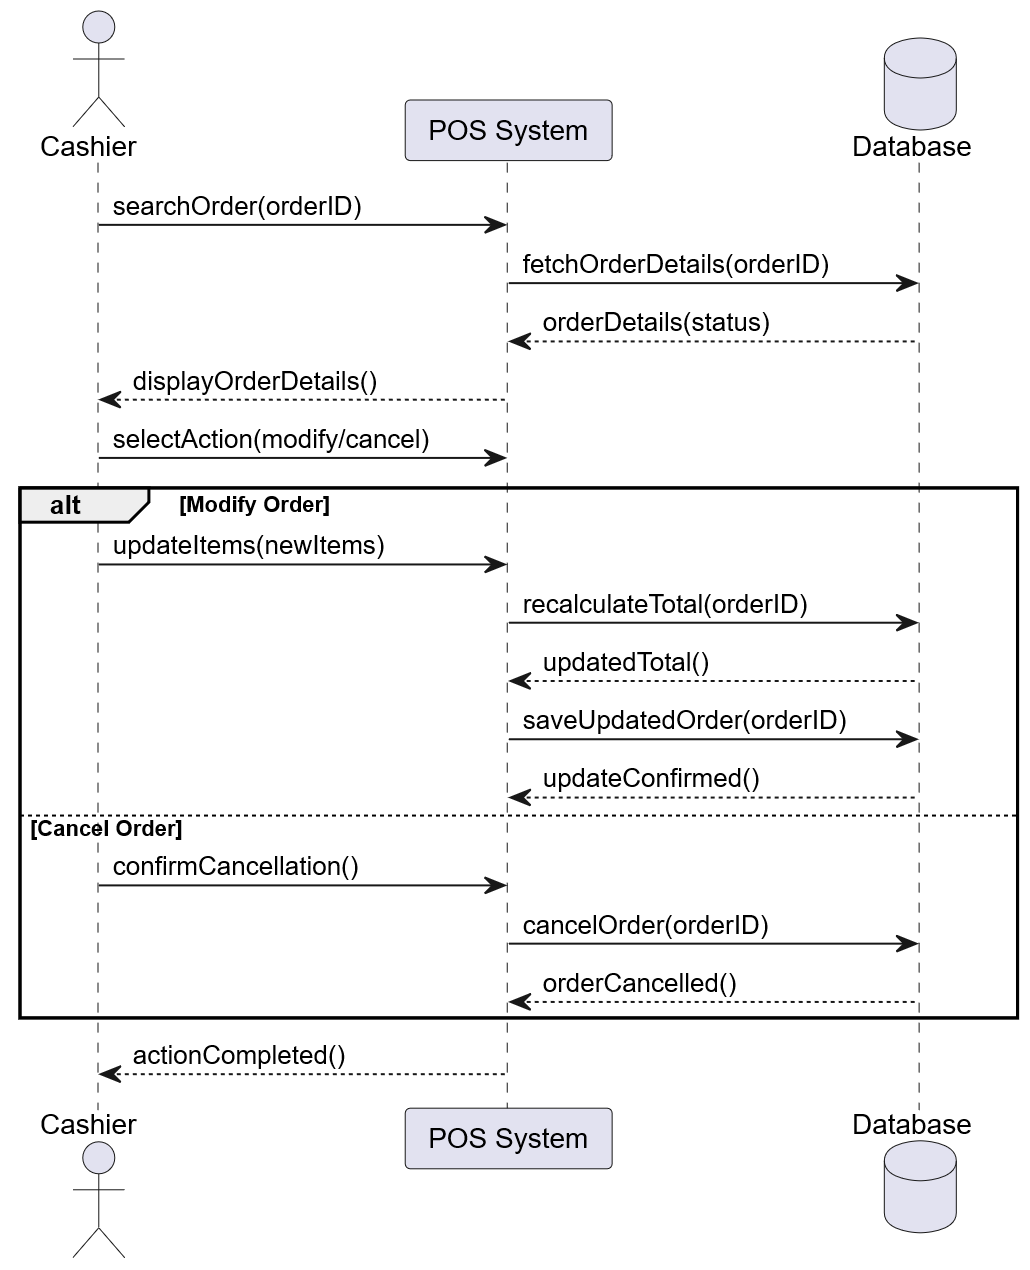 Cashier
POS System
Database
searchOrder(orderID)
fetchOrderDetails(orderID)
orderDetails(status)
displayOrderDetails()
selectAction(modify/cancel)
alt [Modify Order]
updateItems(newItems)
recalculateTotal(orderID)
updatedTotal()
saveUpdatedOrder(orderID)
updateConfirmed()
[Cancel Order]
confirmCancellation()
cancelOrder(orderID)
orderCancelled()
actionCompleted()
Cashier
POS System
Database